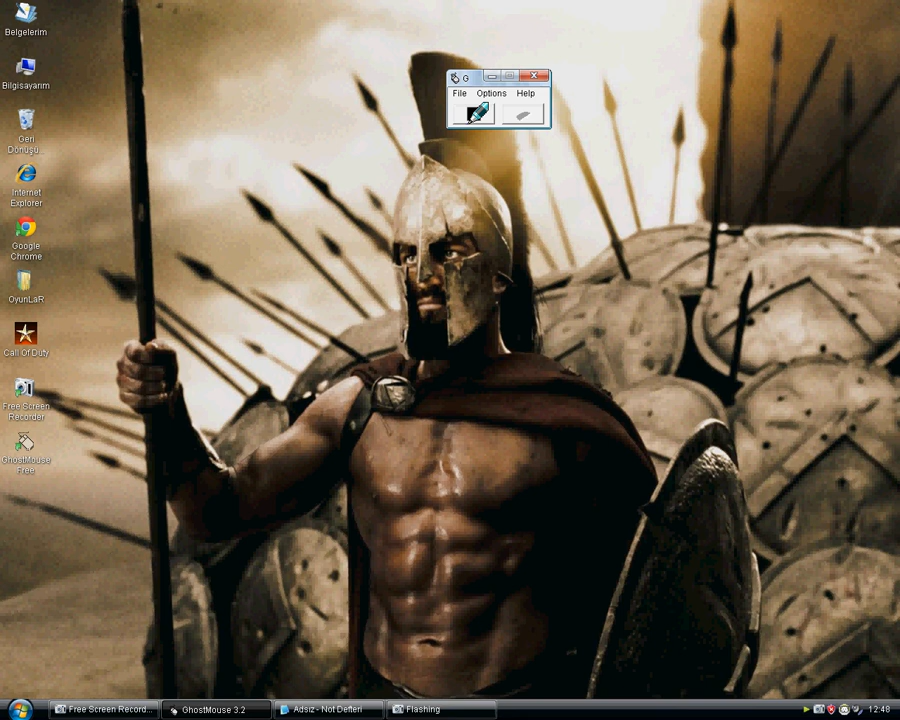 Belgelerim
Bilgisayarım
Geri
Dönüşü...
Internet
Explorer
Google
Chrome
OyunLaR
Call Of Duty
Free Screen
Recorder
GhostMouse
Free
G
File Options Help
Free Screen Record...
GhostMouse 3.2
Adsız - Not Defteri
Flashing
12:48